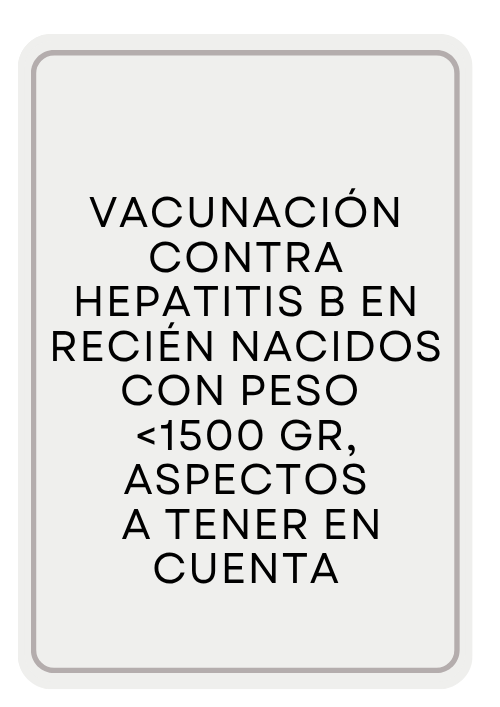 VACUNACIÓN
CONTRA
HEPATITIS B EN
RECIÉN NACIDOS
CON PESO
<1500 GR,
ASPECTOS
A TENER EN
CUENTA